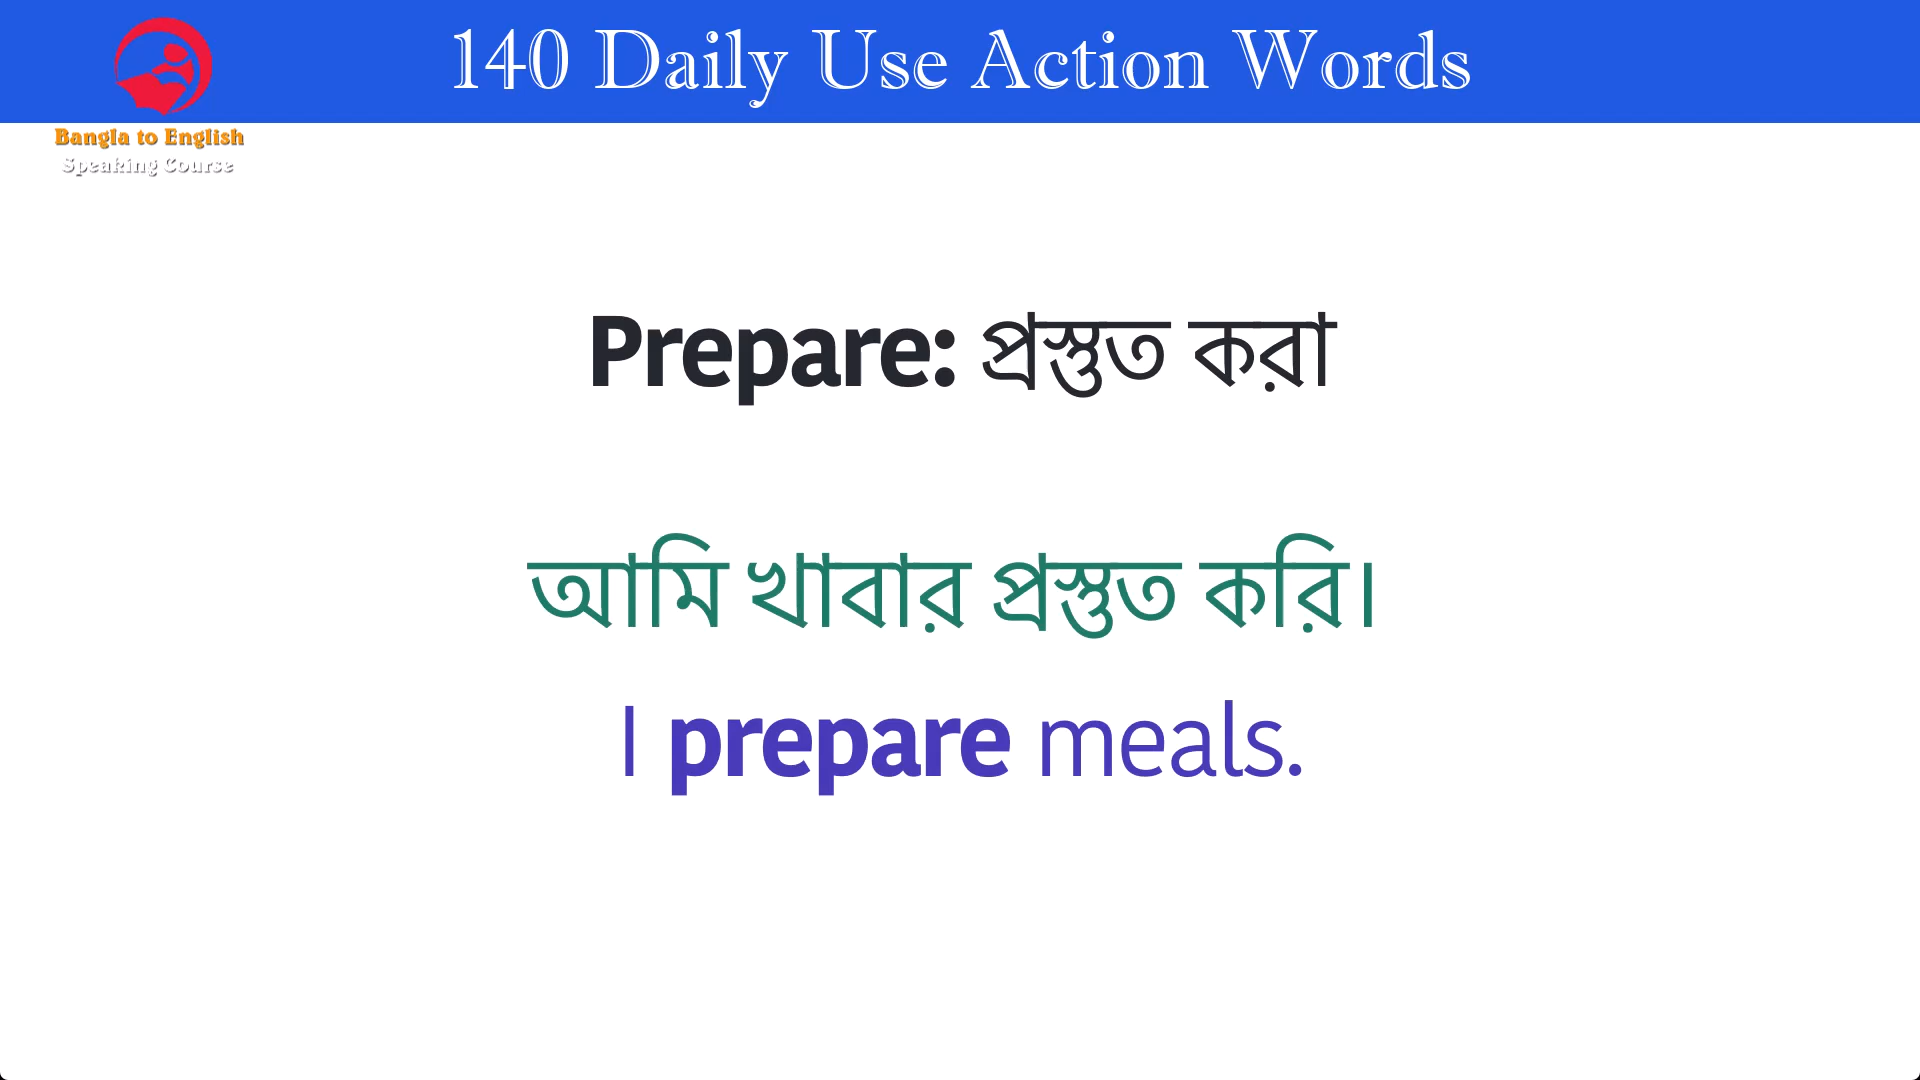 140 Daily Use Action Words
Bangla to English
Speaking Course
Prepare: প্রস্তুত করা
আমি খাবার প্রস্তুত করি।
I prepare meals.